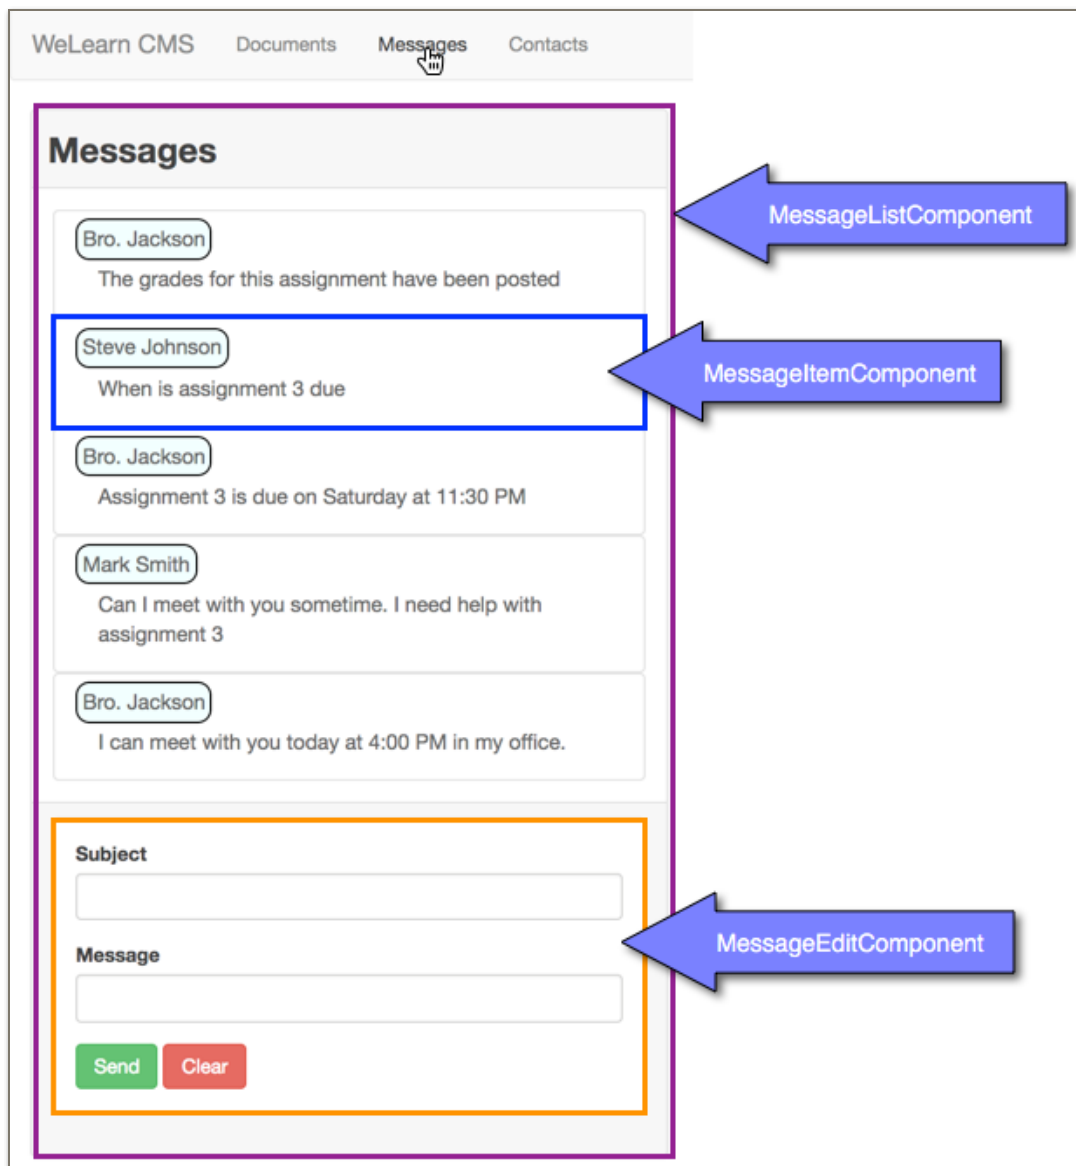 WeLearn CMS Documents Messages Contacts
Messages
MessageListComponent
Bro. Jackson
The grades for this assignment have been posted
Steve Johnson
When is assignment 3 due
MessageItemComponent
Bro. Jackson
Assignment 3 is due on Saturday at 11:30 PM
Mark Smith
Can I meet with you sometime. I need help with
assignment 3
Bro. Jackson
I can meet with you today at 4:00 PM in my office.
Subject
Message
MessageEditComponent
Send Clear